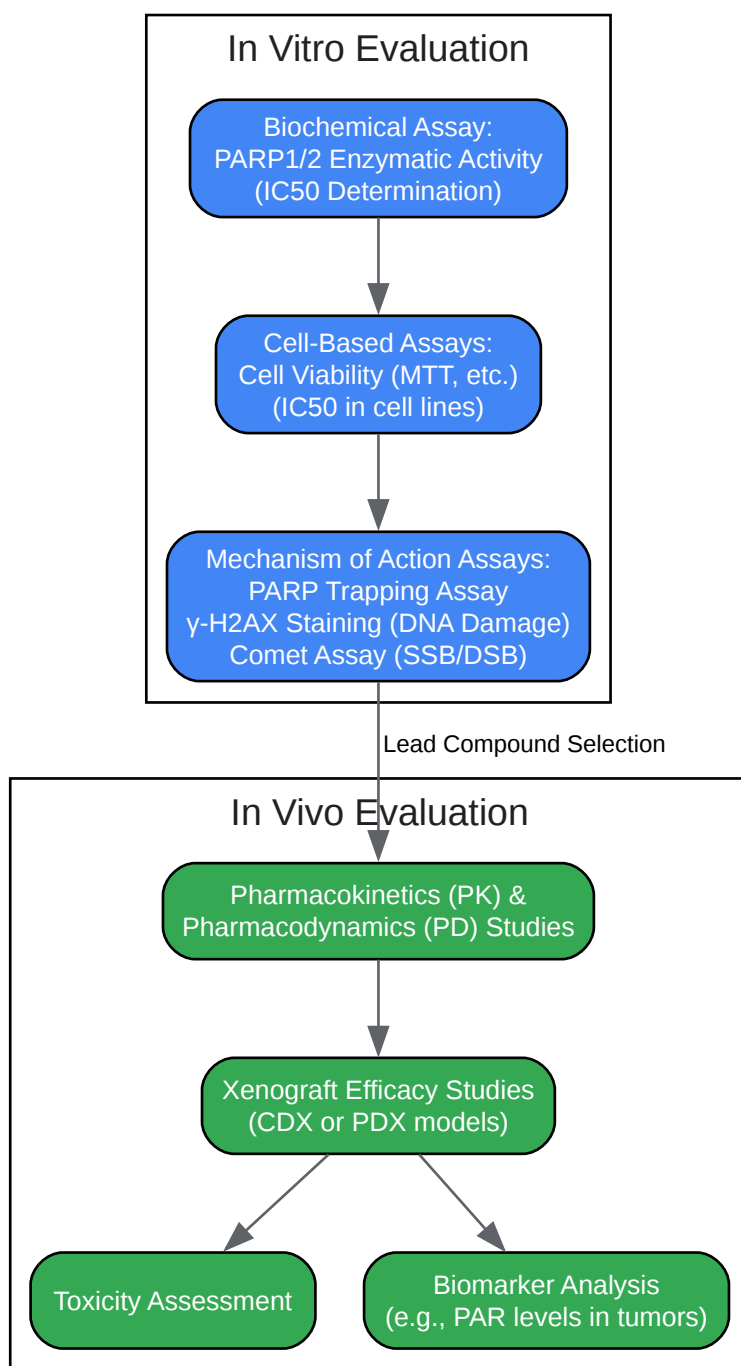 In Vitro Evaluation
Biochemical Assay:
PARP1/2 Enzymatic Activity
(IC50 Determination)
Cell-Based Assays:
Cell Viability (MTT, etc.)
(IC50 in cell lines)
Mechanism of Action Assays:
PARP Trapping Assay
γ-H2AX Staining (DNA Damage)
Comet Assay (SSB/DSB)
Lead Compound Selection
In Vivo Evaluation
Pharmacokinetics (PK) &
Pharmacodynamics (PD) Studies
Xenograft Efficacy Studies
(CDX or PDX models)
Toxicity Assessment
Biomarker Analysis
(e.g., PAR levels in tumors)